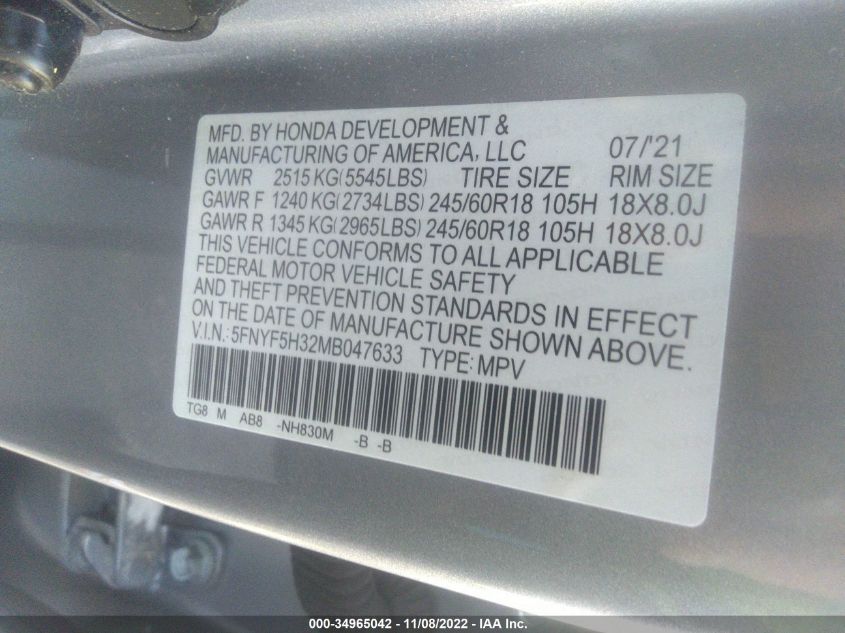 MFD. BY HONDA DEVELOPMENT &
MANUFACTURING OF AMERICA, LLC 07/'21
GVWR 2515 KG(5545LBS) TIRE SIZE RIM SIZE
GAWR F 1240 KG(2734LBS) 245/60R18 105H 18X8.0J
GAWR R 1345 KG(2965LBS) 245/60R18 105H 18X8.0J
THIS VEHICLE CONFORMS TO ALL APPLICABLE
FEDERAL MOTOR VEHICLE SAFETY
AND THEFT PREVENTION STANDARDS IN EFFECT
ON THE DATE OF MANUFACTURE SHOWN ABOVE.
V.I.N.: 5FNYF5H32MB047633 TYPE: MPV
TG8 M AB8 -NH830M -B -B
000-34965042 — 11/08/2022 — IAA Inc.